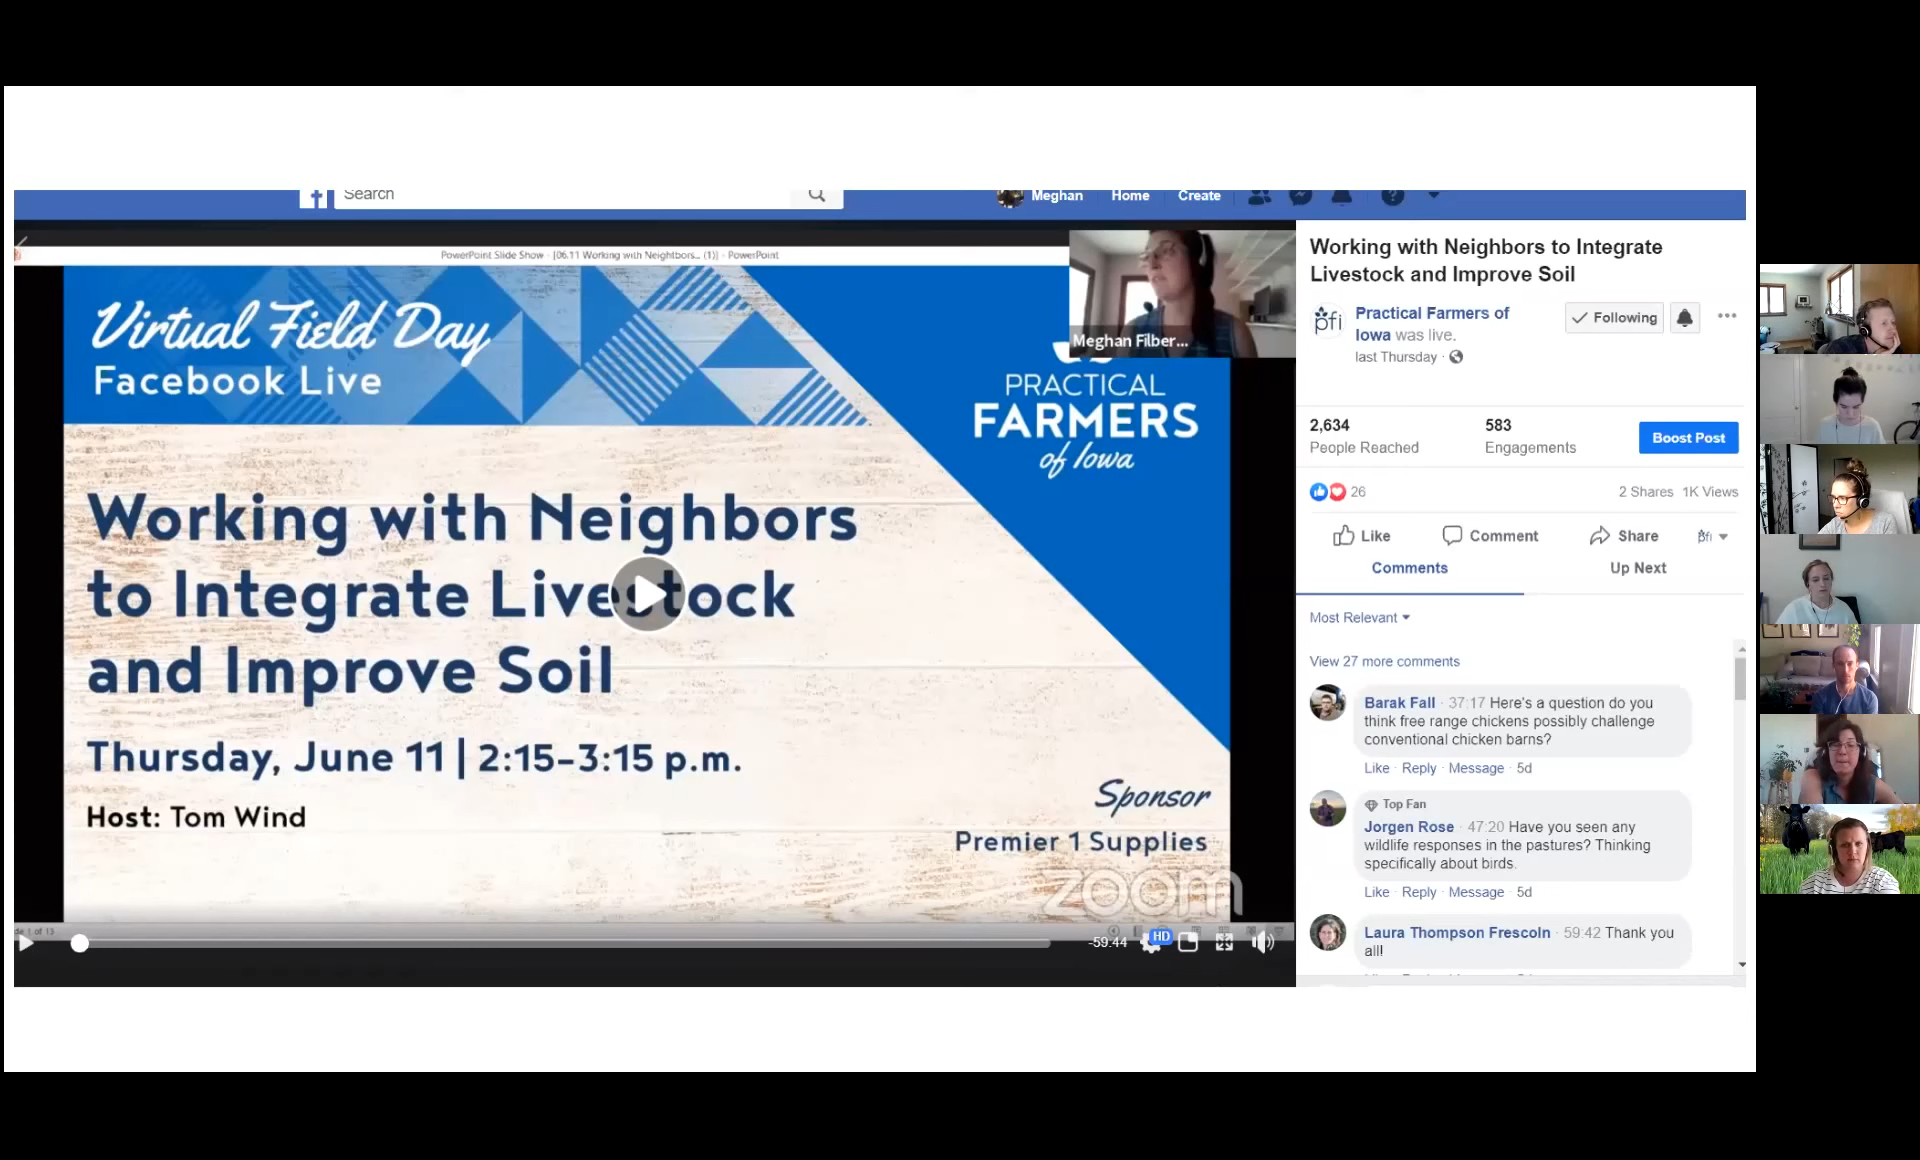 Search
Meghan
Home
Create
PowerPoint Slide Show - [06.11 Working with Neightbors... (1)] - PowerPoint
Meghan Filber...
Virtual Field Day
Facebook Live
PRACTICAL
FARMERS
of Iowa
Working with Neighbors
to Integrate Livestock
and Improve Soil
Thursday, June 11 | 2:15-3:15 p.m.
Host: Tom Wind
Sponsor
Premier 1 Supplies
zoom
-59:44
HD
Working with Neighbors to Integrate
Livestock and Improve Soil
pfi
Practical Farmers of
Iowa was live.
last Thursday ·
Following
2,634
People Reached
583
Engagements
Boost Post
26
2 Shares 1K Views
Like
Comment
Share
pfi
Comments
Up Next
Most Relevant
View 27 more comments
Barak Fall · 37:17 Here's a question do you
think free range chickens possibly challenge
conventional chicken barns?
Like · Reply · Message · 5d
Top Fan
Jorgen Rose · 47:20 Have you seen any
wildlife responses in the pastures? Thinking
specifically about birds.
Like · Reply · Message · 5d
Laura Thompson Frescoln · 59:42 Thank you
all!